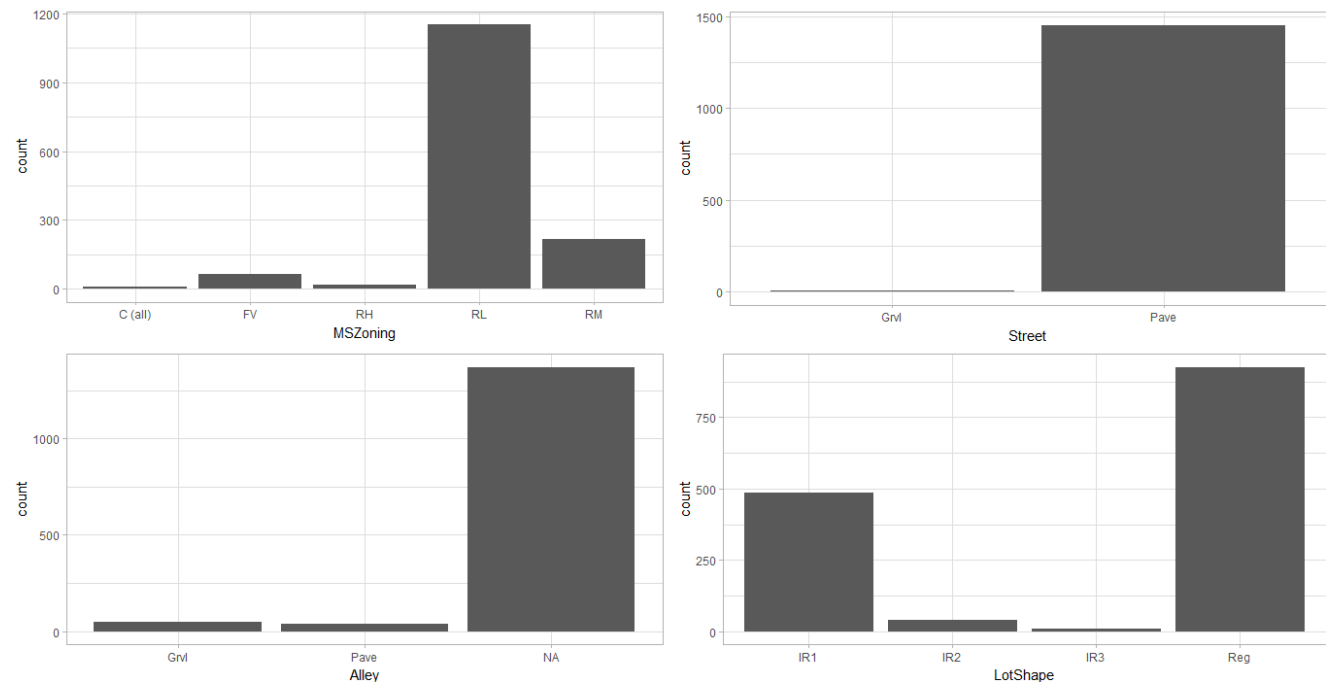 1200
900
600
300
0
count
C (all) FV RH RL RM
MSZoning
1500
1000
500
0
count
Grvl Pave
Street
1000
500
0
count
Grvl Pave NA
Alley
750
500
250
0
count
IR1 IR2 IR3 Reg
LotShape